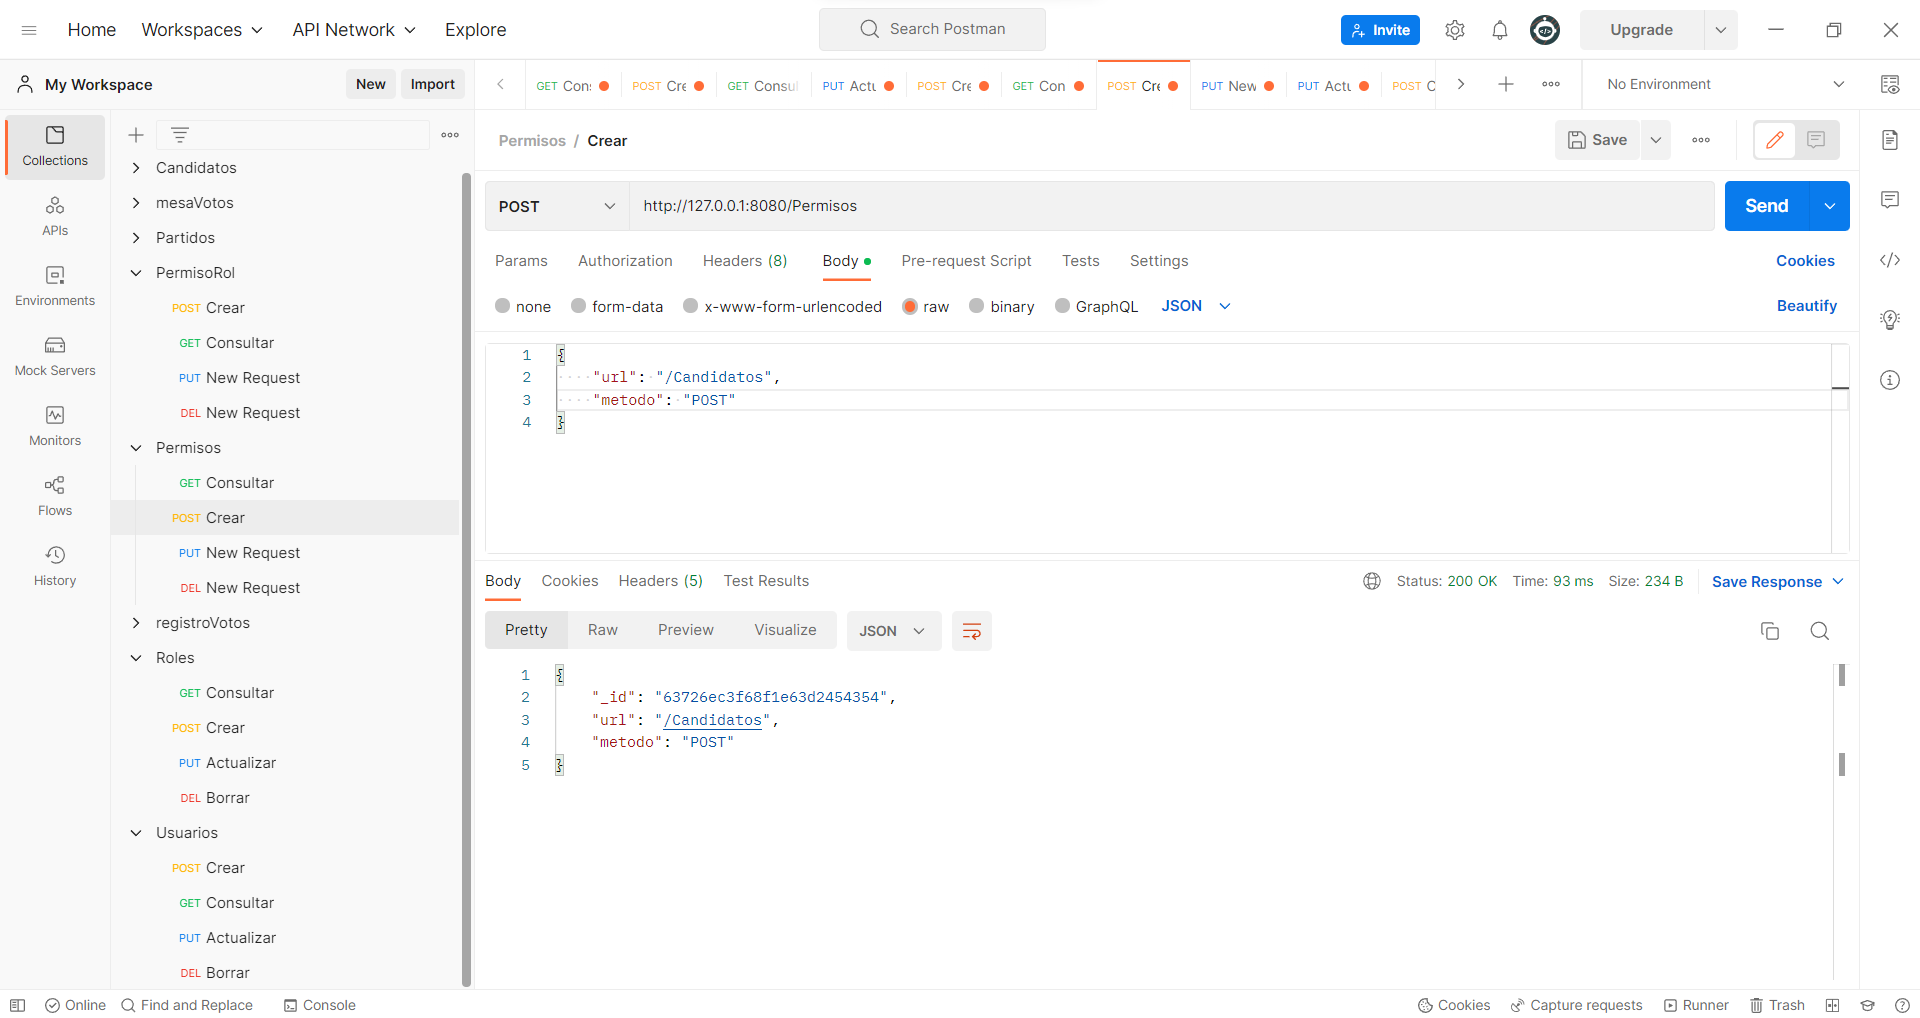 Home Workspaces API Network Explore Search Postman Invite Upgrade
My Workspace New Import
GET Con POST Cre GET Consu PUT Actu POST Cre GET Con POST Cre PUT New PUT Actu POST C No Environment
Collections
APIs
Environments
Mock Servers
Monitors
Flows
History
Candidatos
mesaVotos
Partidos
PermisoRol
POST Crear
GET Consultar
PUT New Request
DEL New Request
Permisos
GET Consultar
POST Crear
PUT New Request
DEL New Request
registroVotos
Roles
GET Consultar
POST Crear
PUT Actualizar
DEL Borrar
Usuarios
POST Crear
GET Consultar
PUT Actualizar
DEL Borrar
Permisos / Crear Save
POST http://127.0.0.1:8080/Permisos Send
Params Authorization Headers (8) Body Pre-request Script Tests Settings Cookies
none form-data x-www-form-urlencoded raw binary GraphQL JSON Beautify
1 {
2 "url": "/Candidatos",
3 "metodo": "POST"
4 }
Body Cookies Headers (5) Test Results Status: 200 OK Time: 93 ms Size: 234 B Save Response
Pretty Raw Preview Visualize JSON
1 {
2 "_id": "63726ec3f68f1e63d2454354",
3 "url": "/Candidatos",
4 "metodo": "POST"
5 }
Online Find and Replace Console Cookies Capture requests Runner Trash